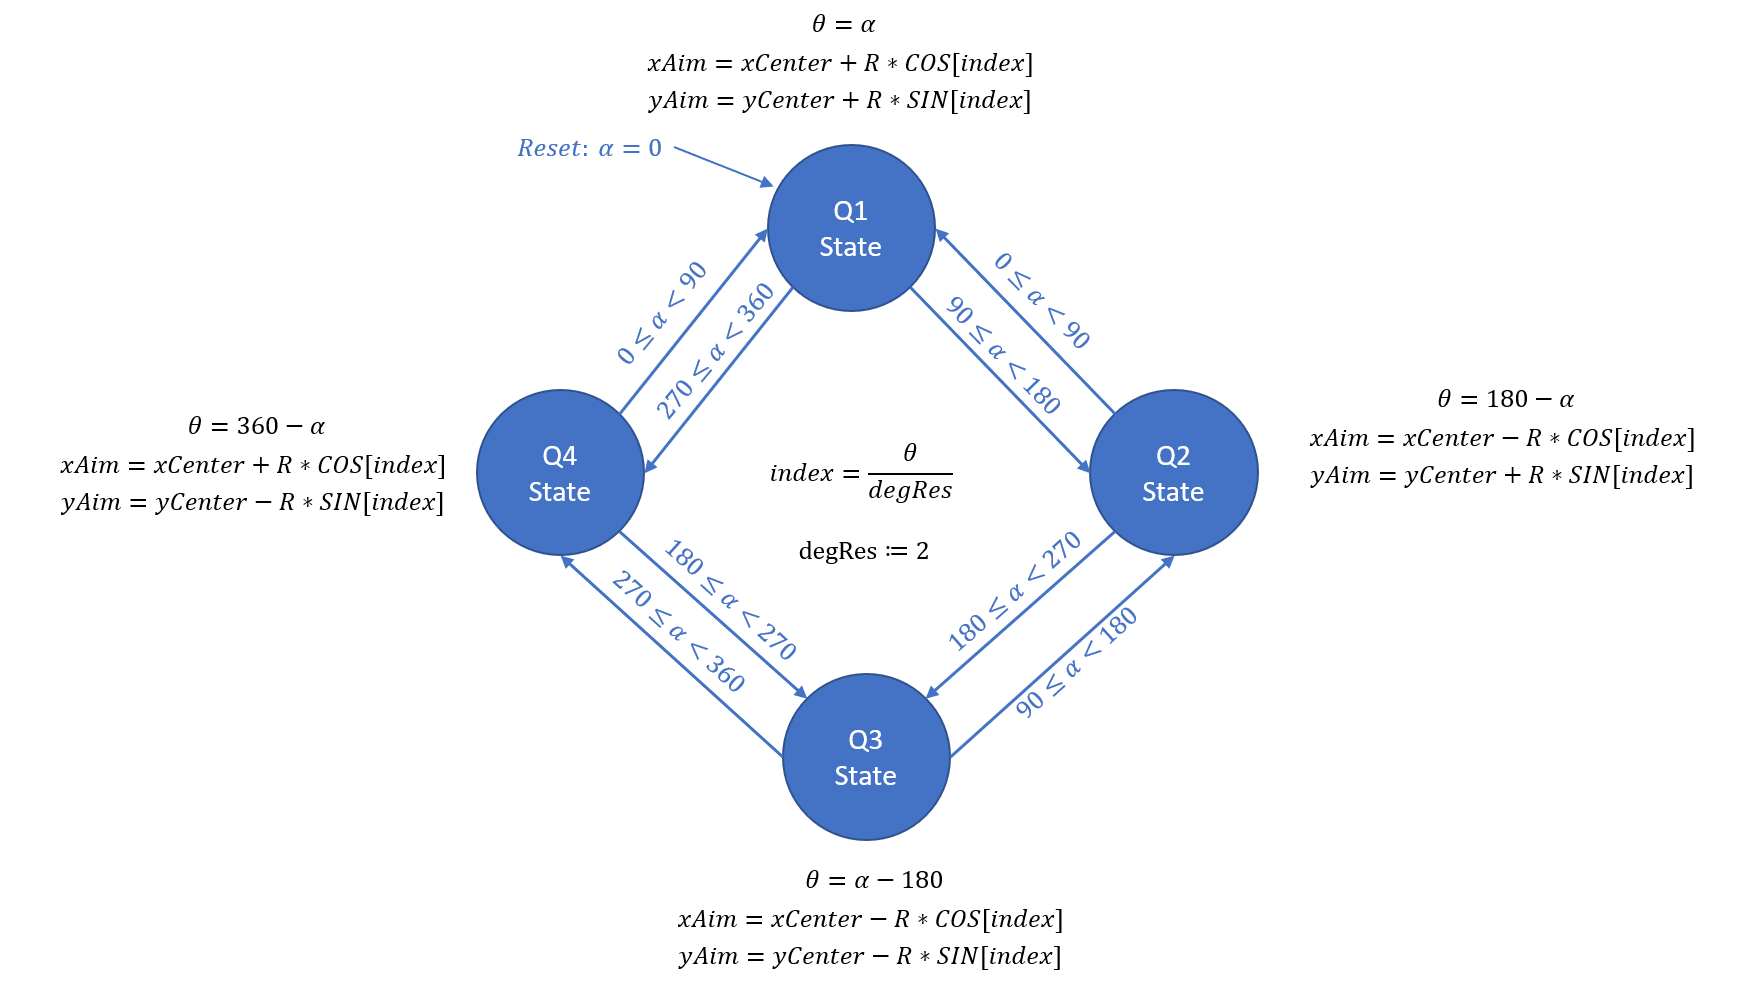 θ = α
xAim = xCenter + R ∗ COS[index]
yAim = yCenter + R ∗ SIN[index]
Reset: α = 0
Q1
State
0 ≤ α < 90
270 ≤ α < 360
90 ≤ α < 180
0 ≤ α < 90
θ = 360 − α
xAim = xCenter + R ∗ COS[index]
yAim = yCenter − R ∗ SIN[index]
Q4
State
index = θ/degRes
degRes ≔ 2
Q2
State
θ = 180 − α
xAim = xCenter − R ∗ COS[index]
yAim = yCenter + R ∗ SIN[index]
180 ≤ α < 270
270 ≤ α < 360
180 ≤ α < 270
90 ≤ α < 180
Q3
State
θ = α − 180
xAim = xCenter − R ∗ COS[index]
yAim = yCenter − R ∗ SIN[index]